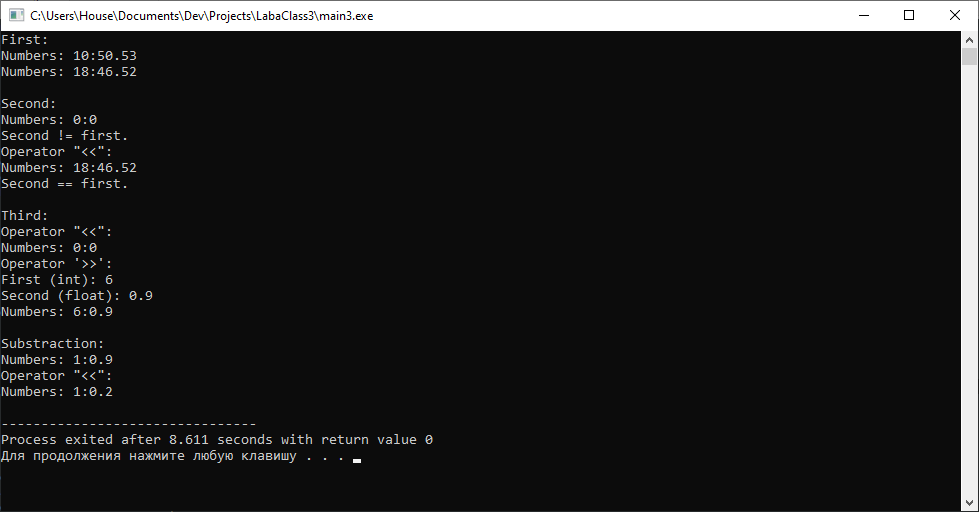 C:\Users\House\Documents\Dev\Projects\LabaClass3\main3.exe
First:
Numbers: 10:50.53
Numbers: 18:46.52

Second:
Numbers: 0:0
Second != first.
Operator "<<":
Numbers: 18:46.52
Second == first.

Third:
Operator "<<":
Numbers: 0:0
Operator '>>':
First (int): 6
Second (float): 0.9
Numbers: 6:0.9

Substraction:
Numbers: 1:0.9
Operator "<<":
Numbers: 1:0.2

--------------------------------
Process exited after 8.611 seconds with return value 0
Для продолжения нажмите любую клавишу . . .